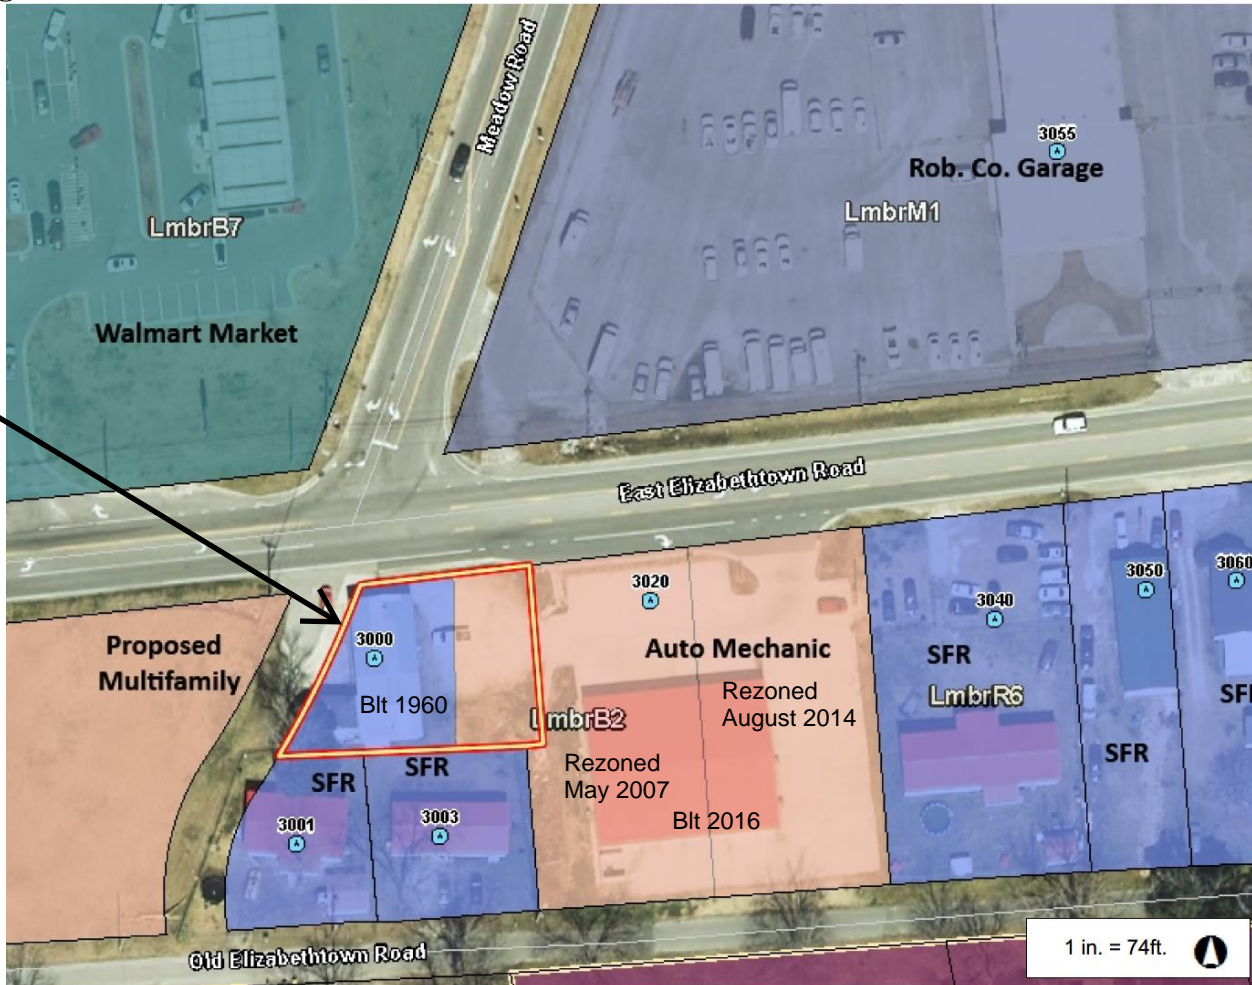 Meadow Road
3055
Rob. Co. Garage
LmbrM1
LmbrB7
Walmart Market
East Elizabethtown Road
3020
3000
3040
3050
3060
Proposed
Multifamily
Auto Mechanic
SFR
Blt 1960
Rezoned
August 2014
LmbrR6
LmbrB2
SFR
SFR
SFR
Rezoned
May 2007
Blt 2016
3001
3003
Old Elizabethtown Road
1 in. = 74ft.